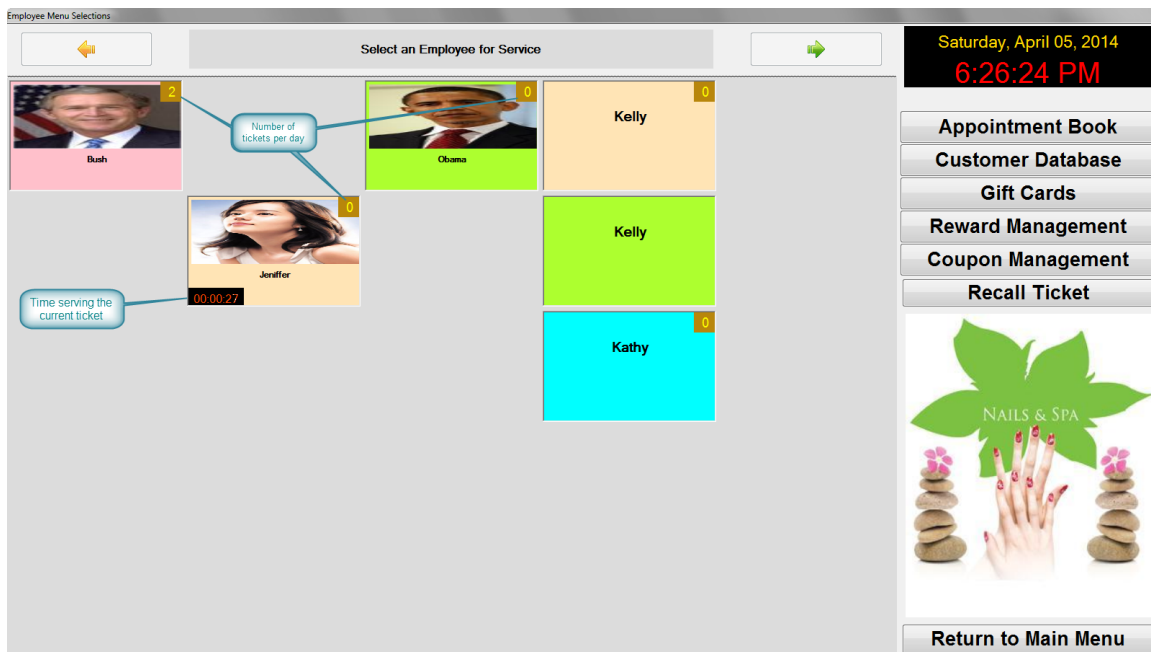 Employee Menu Selections
Select an Employee for Service
Saturday, April 05, 2014
6:26:24 PM
2
Bush
Number of
tickets per day
0
Obama
0
Kelly
0
Jeniffer
00:00:27
Time serving the
current ticket
Kelly
0
Kathy
Appointment Book
Customer Database
Gift Cards
Reward Management
Coupon Management
Recall Ticket
NAILS & SPA
Return to Main Menu